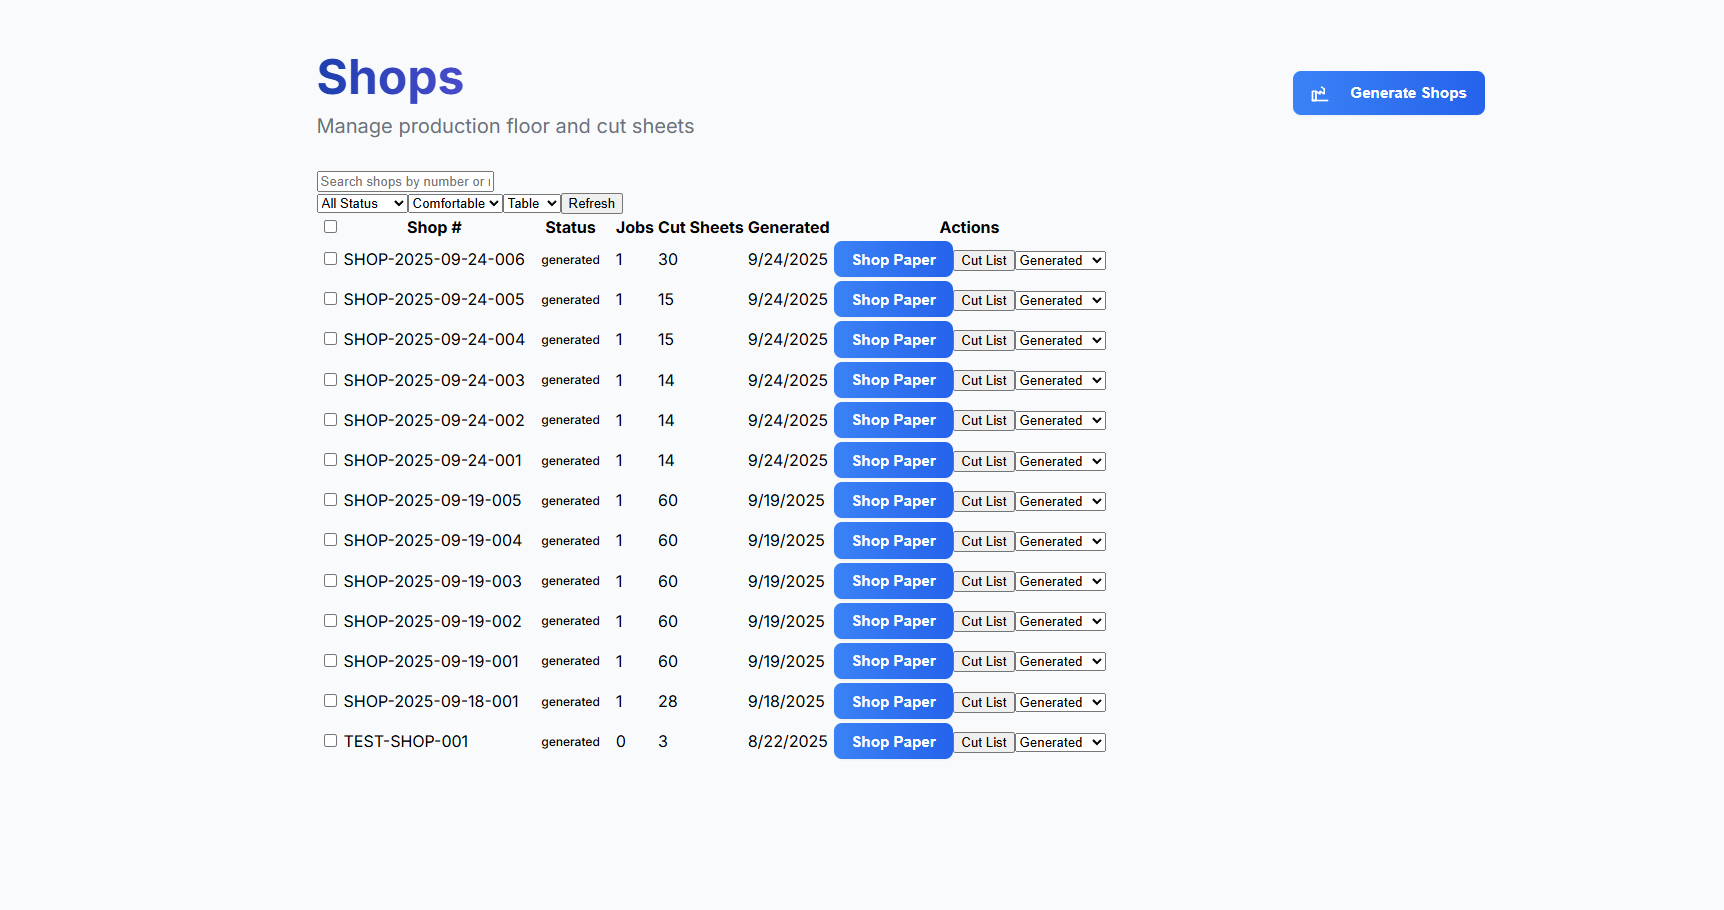 Shops
Generate Shops
Manage production floor and cut sheets
Search shops by number or
All Status Comfortable Table Refresh
Shop # Status Jobs Cut Sheets Generated Actions
SHOP-2025-09-24-006 generated 1 30 9/24/2025 Shop Paper Cut List Generated
SHOP-2025-09-24-005 generated 1 15 9/24/2025 Shop Paper Cut List Generated
SHOP-2025-09-24-004 generated 1 15 9/24/2025 Shop Paper Cut List Generated
SHOP-2025-09-24-003 generated 1 14 9/24/2025 Shop Paper Cut List Generated
SHOP-2025-09-24-002 generated 1 14 9/24/2025 Shop Paper Cut List Generated
SHOP-2025-09-24-001 generated 1 14 9/24/2025 Shop Paper Cut List Generated
SHOP-2025-09-19-005 generated 1 60 9/19/2025 Shop Paper Cut List Generated
SHOP-2025-09-19-004 generated 1 60 9/19/2025 Shop Paper Cut List Generated
SHOP-2025-09-19-003 generated 1 60 9/19/2025 Shop Paper Cut List Generated
SHOP-2025-09-19-002 generated 1 60 9/19/2025 Shop Paper Cut List Generated
SHOP-2025-09-19-001 generated 1 60 9/19/2025 Shop Paper Cut List Generated
SHOP-2025-09-18-001 generated 1 28 9/18/2025 Shop Paper Cut List Generated
TEST-SHOP-001 generated 0 3 8/22/2025 Shop Paper Cut List Generated